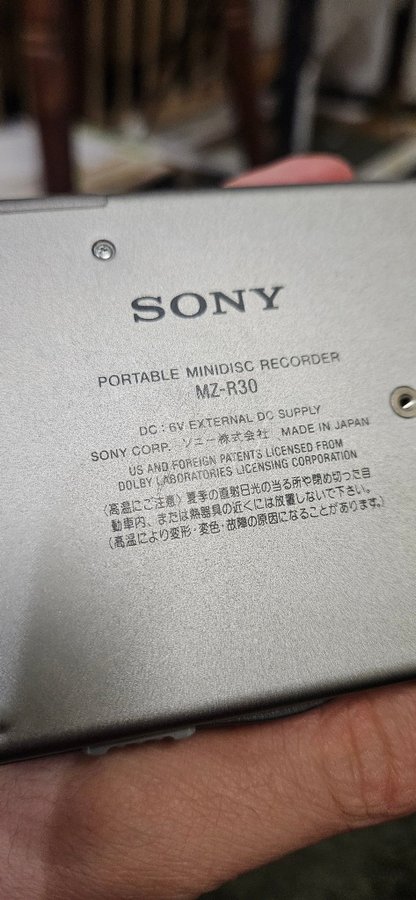 SONY
PORTABLE MINIDISC RECORDER
MZ-R30
DC : 6V EXTERNAL DC SUPPLY
SONY CORP. ソニー株式会社 MADE IN JAPAN
US AND FOREIGN PATENTS LICENSED FROM
DOLBY LABORATORIES LICENSING CORPORATION
〈高温にご注意〉夏季の直射日光の当る所や閉め切った自
動車内、または熱器具の近くには放置しないで下さい。
(高温により変形・変色・故障の原因になることがあります。)